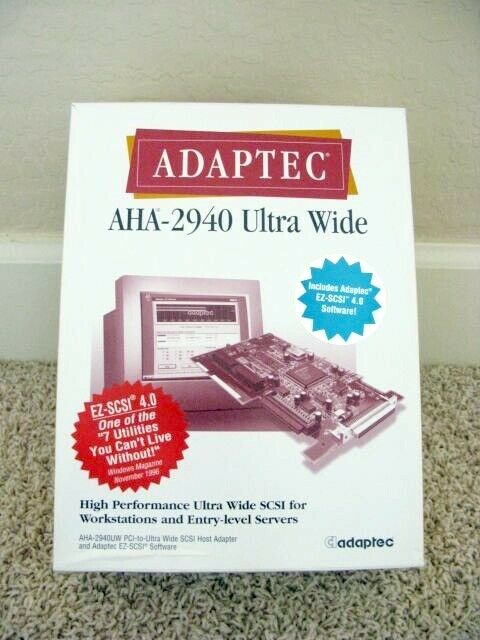 ADAPTEC®
AHA®-2940 Ultra Wide
Includes Adaptec®
EZ-SCSI™ 4.0
Software!
adaptec
EZ-SCSI® 4.0
One of the
"7 Utilities
You Can't Live
Without!"
Windows Magazine
November 1996
High Performance Ultra Wide SCSI for
Workstations and Entry-level Servers
AHA-2940UW PCI-to-Ultra Wide SCSI Host Adapter
and Adaptec EZ-SCSI® Software
adaptec